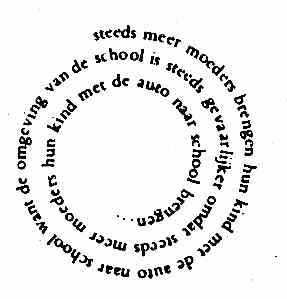 steeds meer moeders brengen hun kind met de auto naar school want de omgeving van de school is steeds gevaarlijker omdat steeds meer moeders hun kind met de auto naar school brengen...